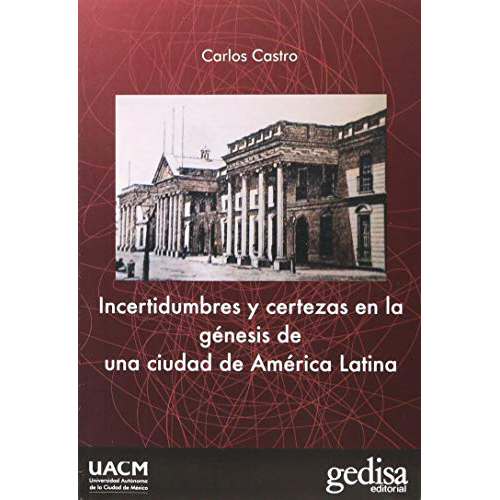 Carlos Castro
Incertidumbres y certezas en la
génesis de
una ciudad de América Latina
UACM
Universidad Autónoma
de la Ciudad de México
gedisa
editorial